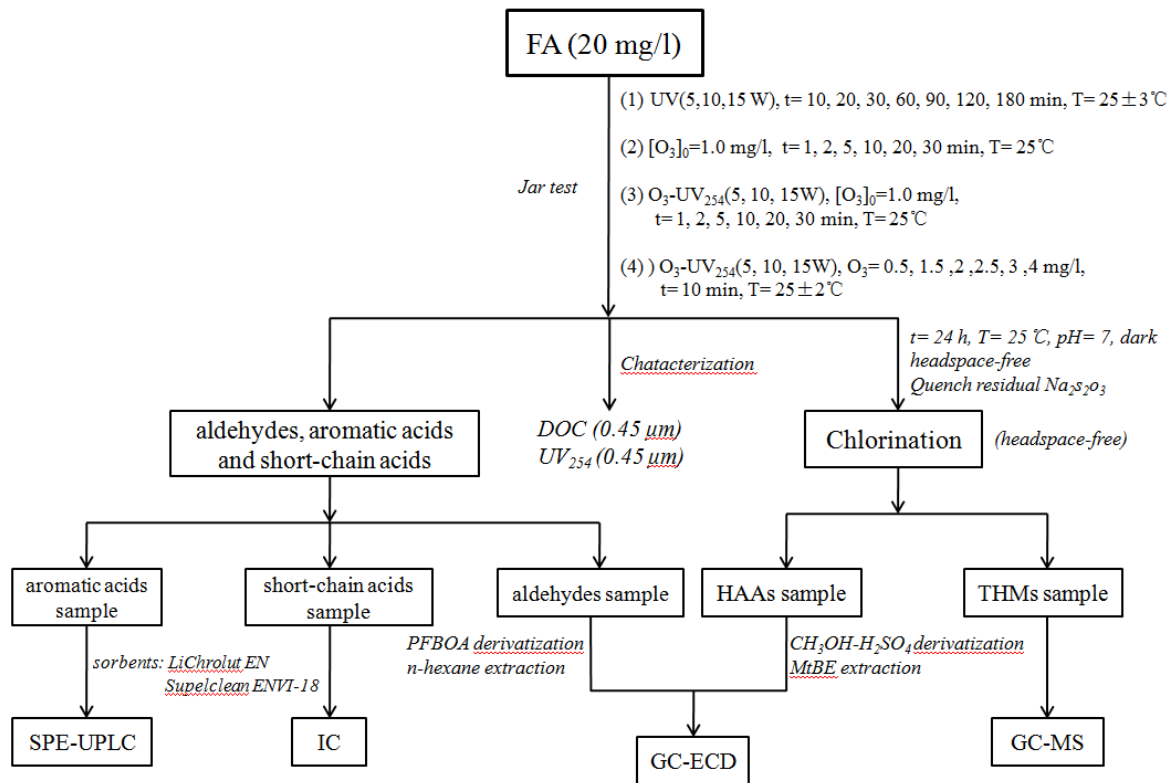 FA (20 mg/l)
(1) UV(5,10,15 W), t= 10, 20, 30, 60, 90, 120, 180 min, T= 25±3℃
(2) [O₃]₀=1.0 mg/l, t= 1, 2, 5, 10, 20, 30 min, T= 25℃
Jar test
(3) O₃-UV₂₅₄(5, 10, 15W), [O₃]₀=1.0 mg/l,
t= 1, 2, 5, 10, 20, 30 min, T= 25℃
(4) ) O₃-UV₂₅₄(5, 10, 15W), O₃= 0.5, 1.5 ,2 ,2.5, 3 ,4 mg/l,
t= 10 min, T= 25±2℃
t= 24 h, T= 25 ℃, pH= 7, dark
headspace-free
Quench residual Na₂s₂o₃
Chatacterization
aldehydes, aromatic acids
and short-chain acids
DOC (0.45 μm)
UV₂₅₄ (0.45 μm)
Chlorination
(headspace-free)
aromatic acids
sample
short-chain acids
sample
aldehydes sample
HAAs sample
THMs sample
sorbents: LiChrolut EN
Supelclean ENVI-18
PFBOA derivatization
n-hexane extraction
CH₃OH-H₂SO₄ derivatization
MtBE extraction
SPE-UPLC
IC
GC-ECD
GC-MS